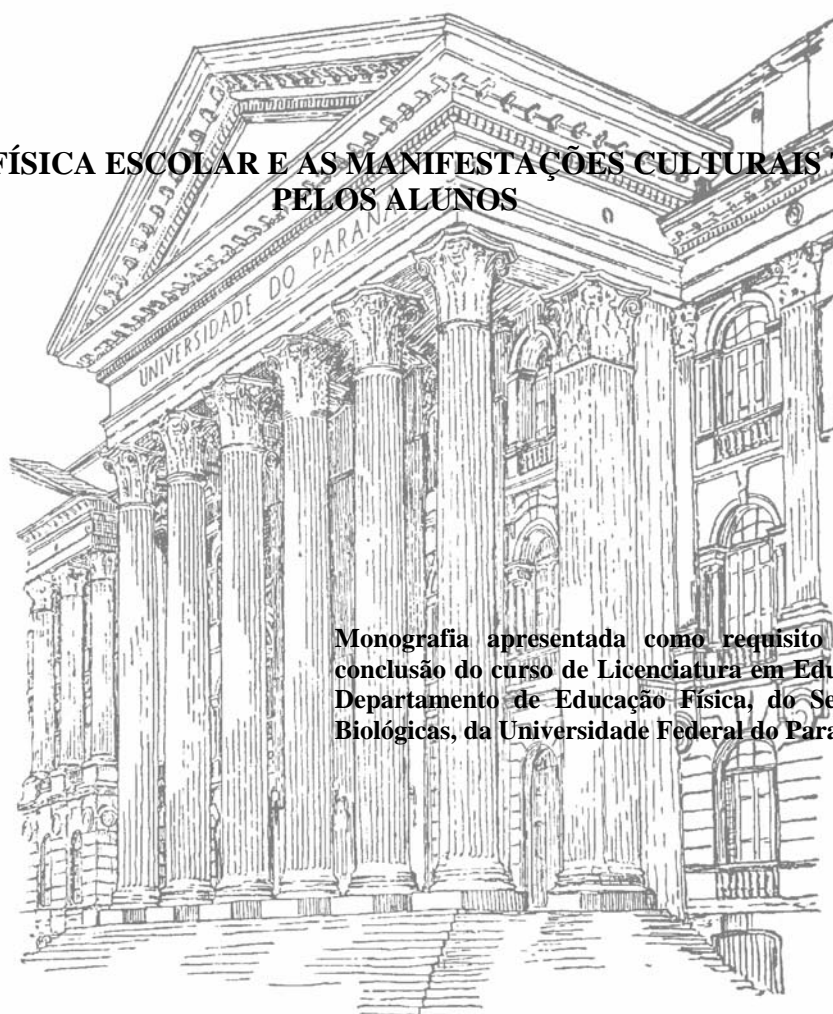 FÍSICA ESCOLAR E AS MANIFESTAÇÕES CULTURAIS
PELOS ALUNOS
UNIVERSIDADE DO PARANÁ
Monografia apresentada como requisito
conclusão do curso de Licenciatura em Edu
Departamento de Educação Física, do Se
Biológicas, da Universidade Federal do Para